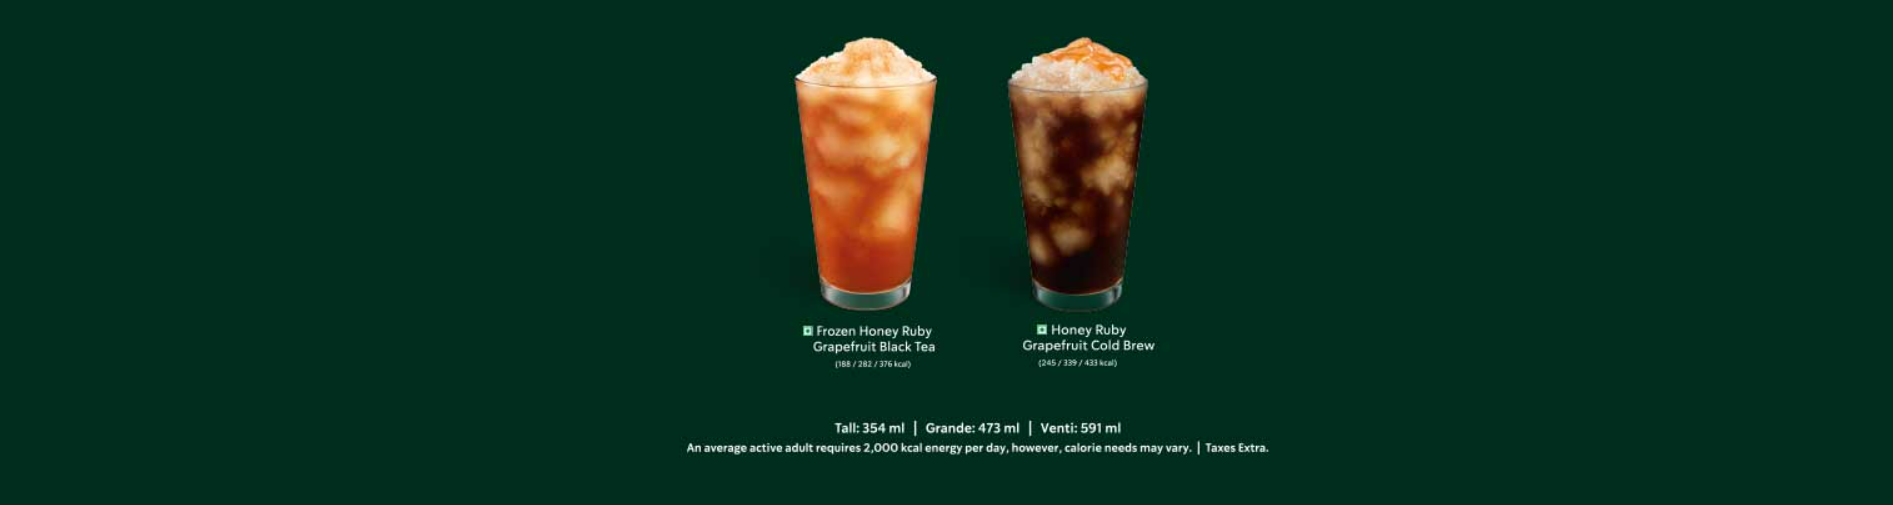 Frozen Honey Ruby
Grapefruit Black Tea
(188 / 282 / 376 kcal)
Honey Ruby
Grapefruit Cold Brew
(245 / 339 / 433 kcal)
Tall: 354 ml | Grande: 473 ml | Venti: 591 ml
An average active adult requires 2,000 kcal energy per day, however, calorie needs may vary. | Taxes Extra.